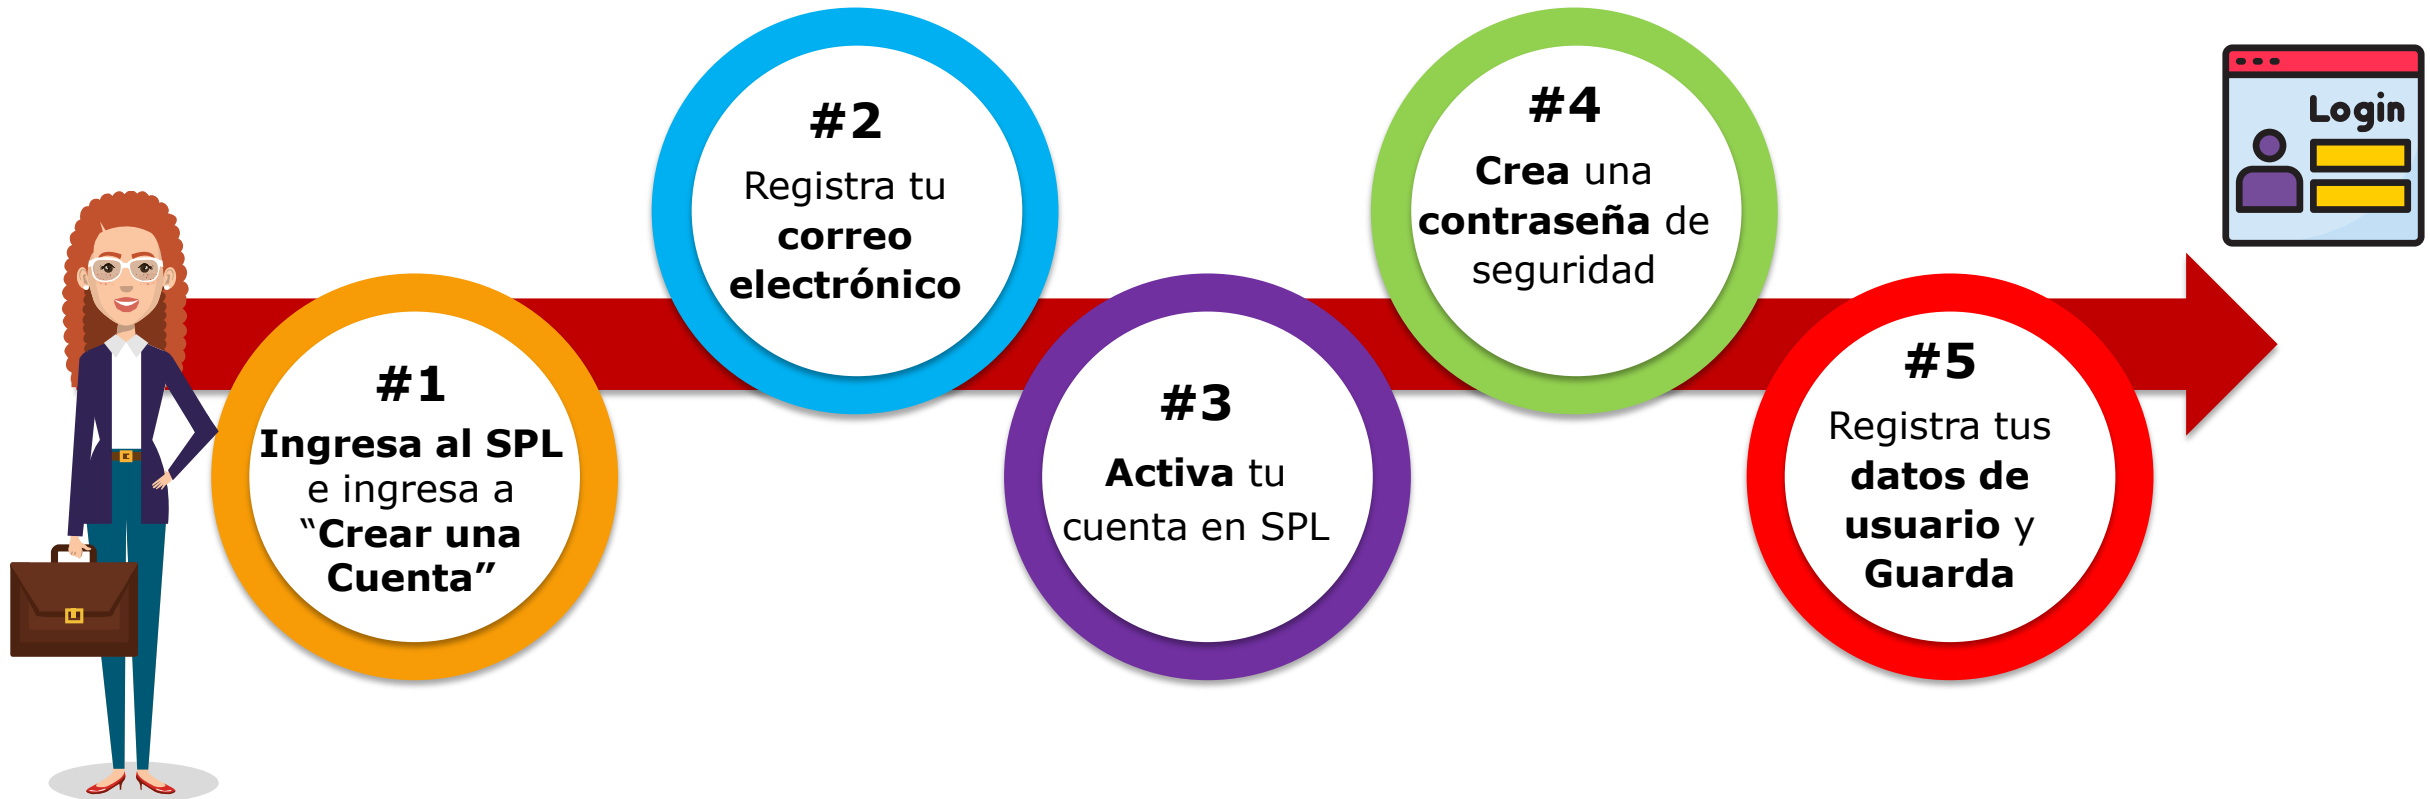 #1
Ingresa al SPL
e ingresa a
“Crear una
Cuenta”
#2
Registra tu
correo
electrónico
#3
Activa tu
cuenta en SPL
#4
Crea una
contraseña de
seguridad
#5
Registra tus
datos de
usuario y
Guarda
Login